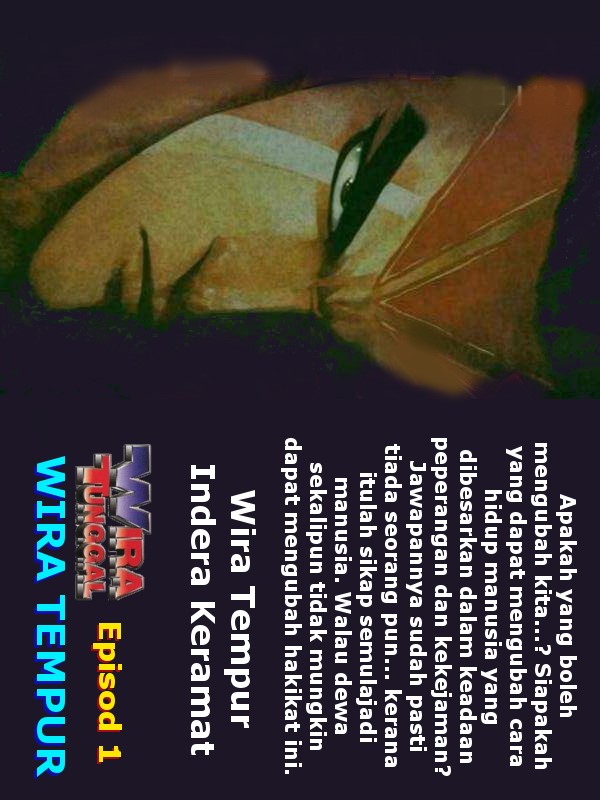 Apakah yang boleh
mengubah kita...? Siapakah
yang dapat mengubah cara
hidup manusia yang
dibesarkan dalam keadaan
peperangan dan kekejaman?
Jawapannya sudah pasti
tiada seorang pun... kerana
itulah sikap semulajadi
manusia. Walau dewa
sekalipun tidak mungkin
dapat mengubah hakikat ini.
Wira Tempur
Indera Keramat
WIRA
TUNGGAL
Episod 1
WIRA TEMPUR